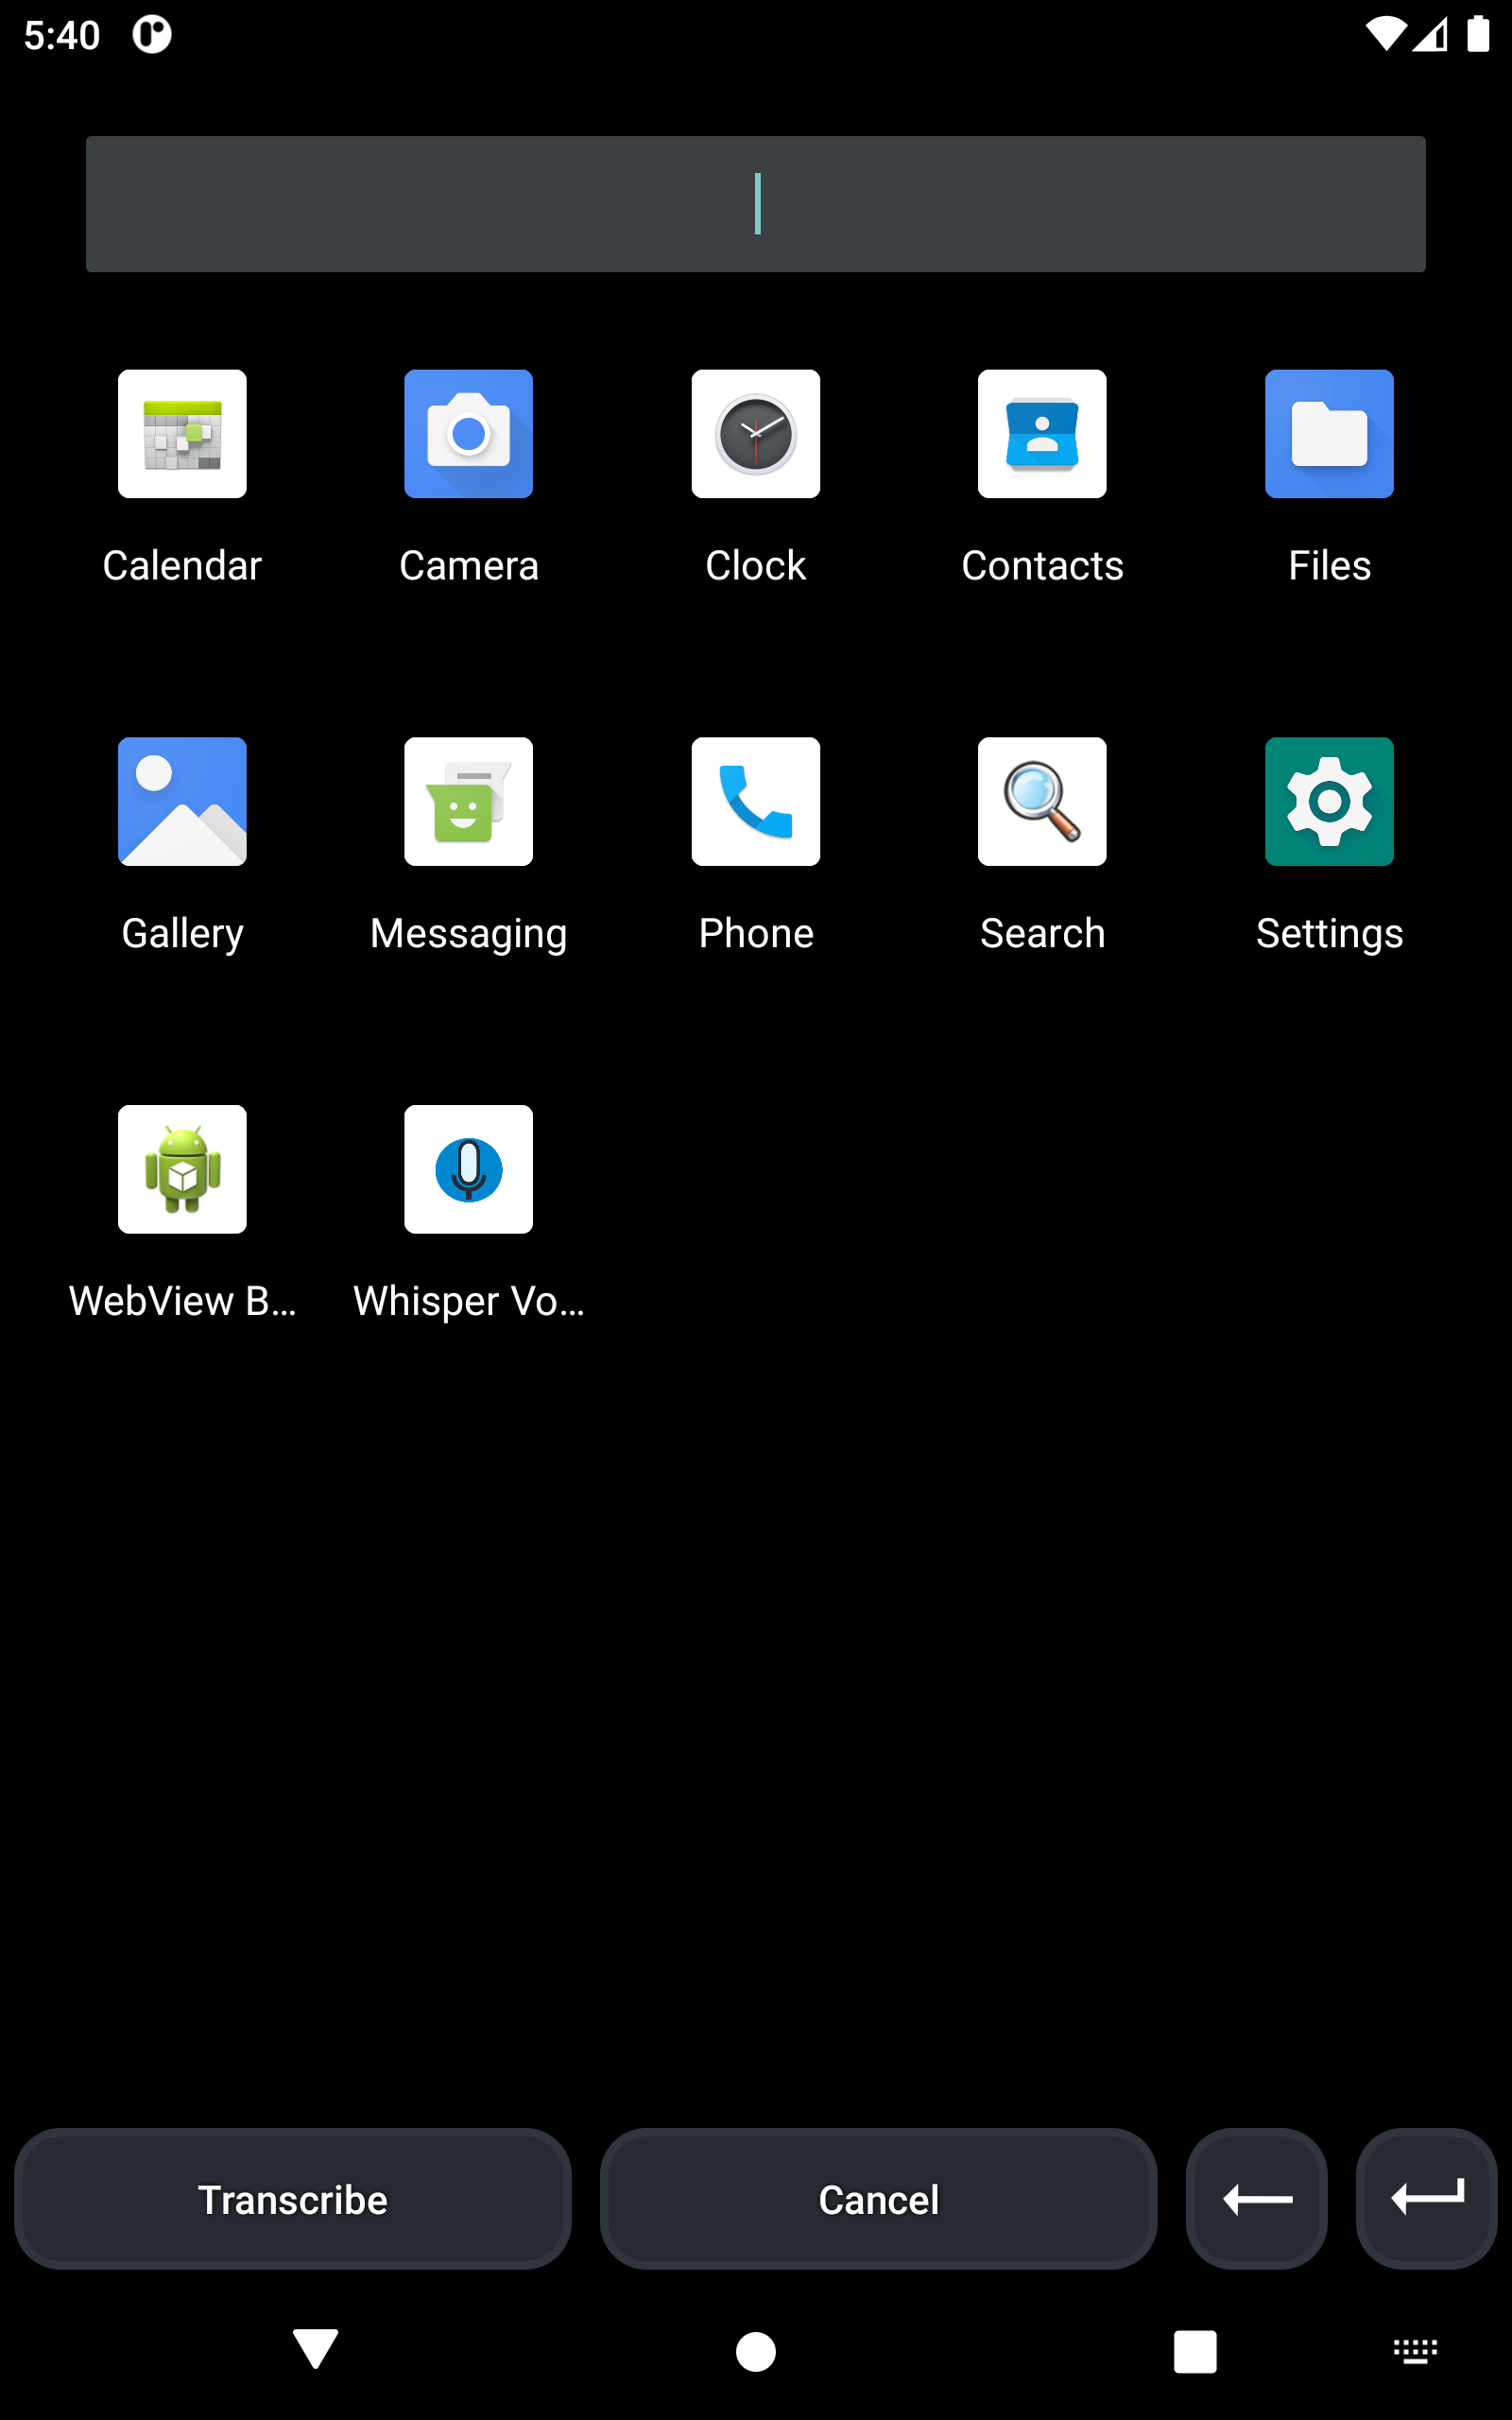 5:40
Calendar
Camera
Clock
Contacts
Files
Gallery
Messaging
Phone
Search
Settings
WebView B...
Whisper Vo...
Transcribe
Cancel